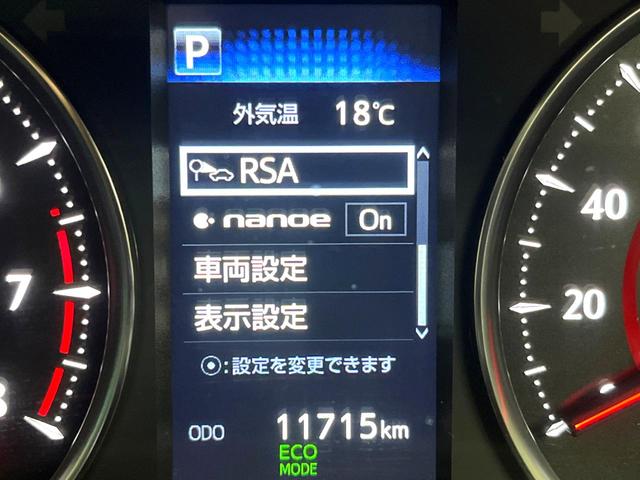 P
外気温 18℃
RSA
nanoe On
車両設定
表示設定
:設定を変更できます
ODO 11715km
ECO
MODE
7
8
40
20